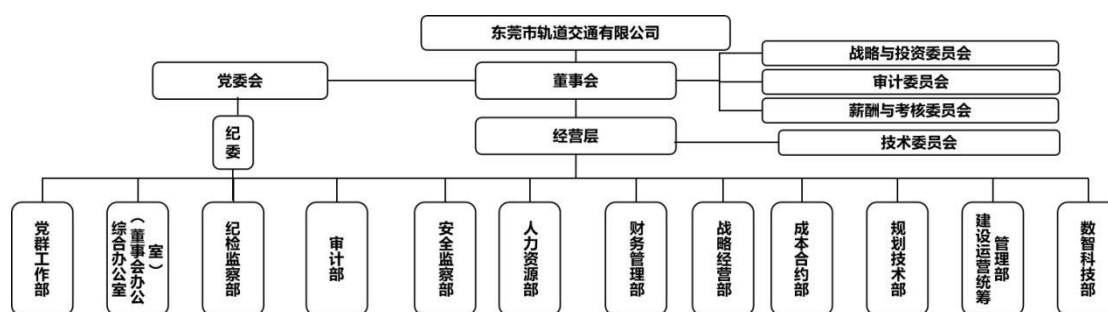 东莞市轨道交通有限公司
战略与投资委员会
党委会
董事会
审计委员会
薪酬与考核委员会
纪委
经营层
技术委员会
党群工作部
综合办公室
（董事会办公
室）
纪检监察部
审计部
安全监察部
人力资源部
财务管理部
战略经营部
成本合约部
规划技术部
建设运营统筹
管理部
数智科技部